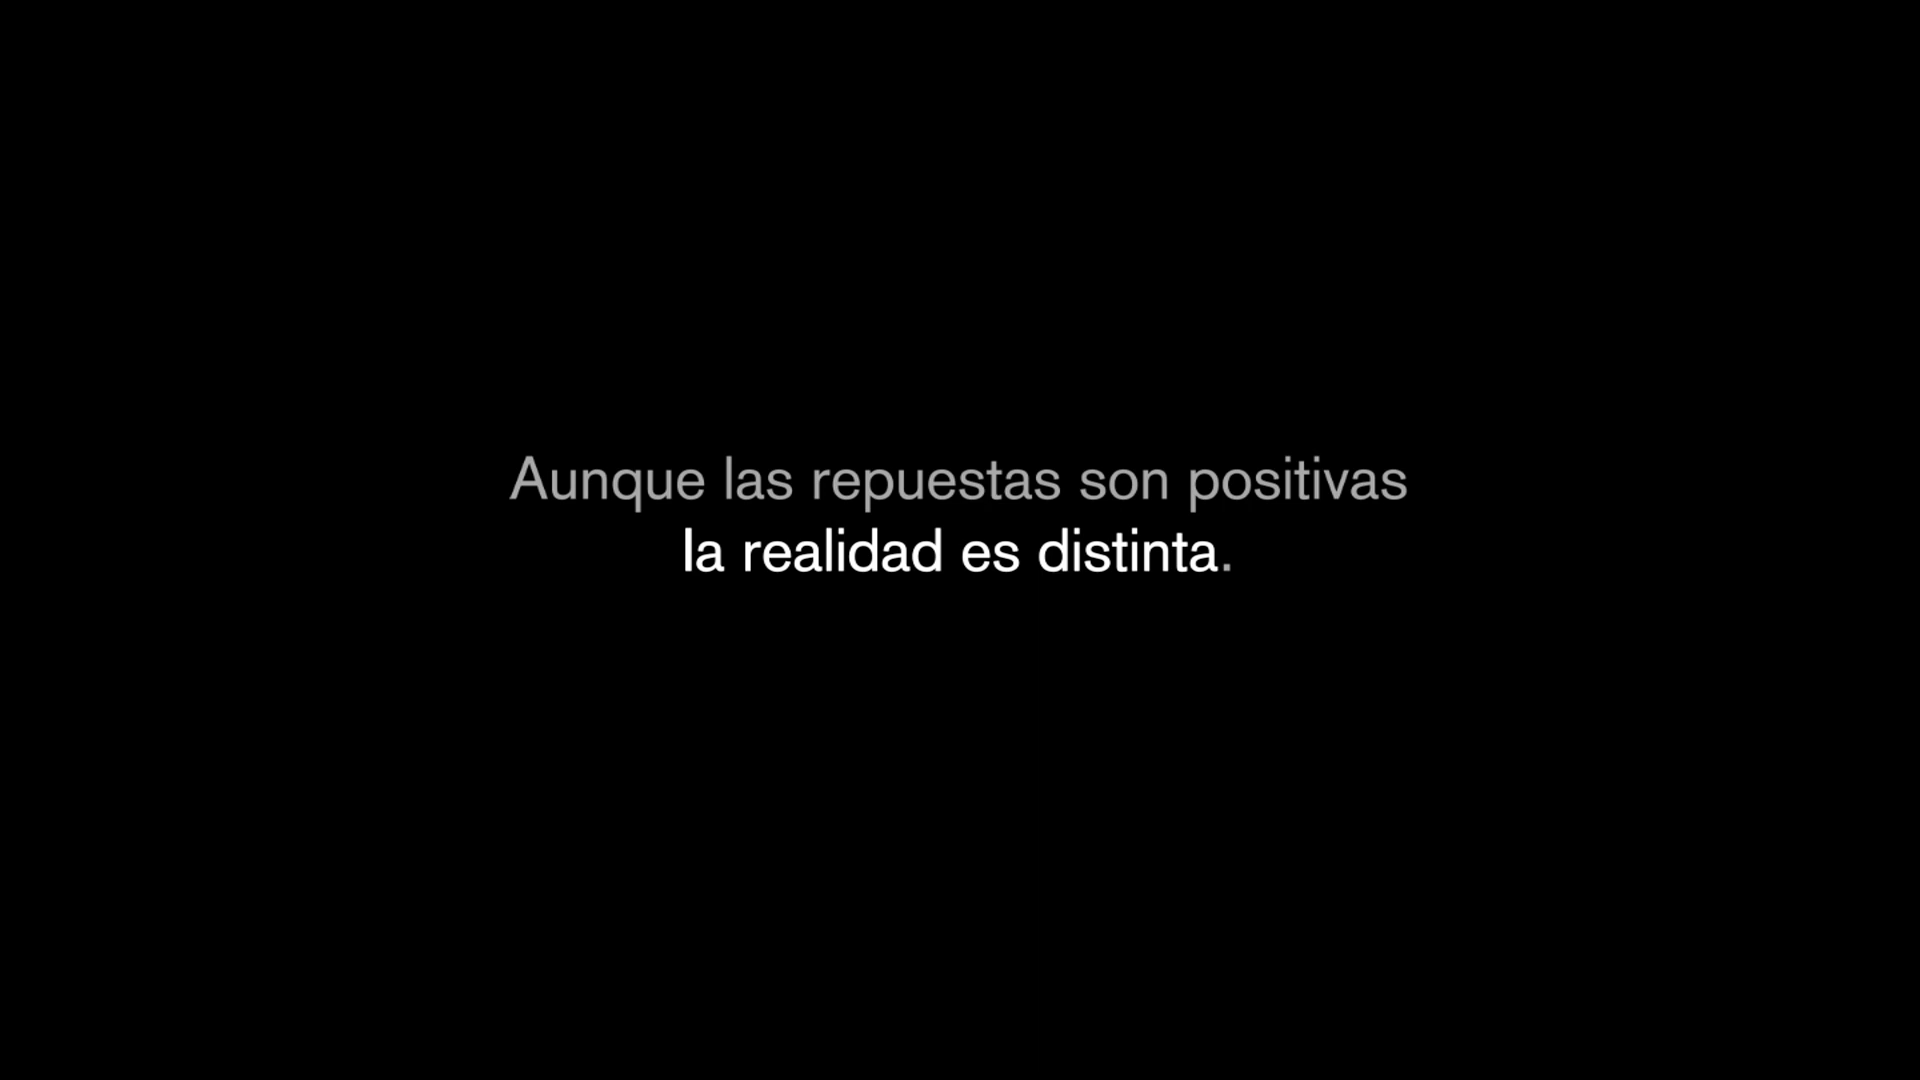 Aunque las repuestas son positivas
la realidad es distinta.